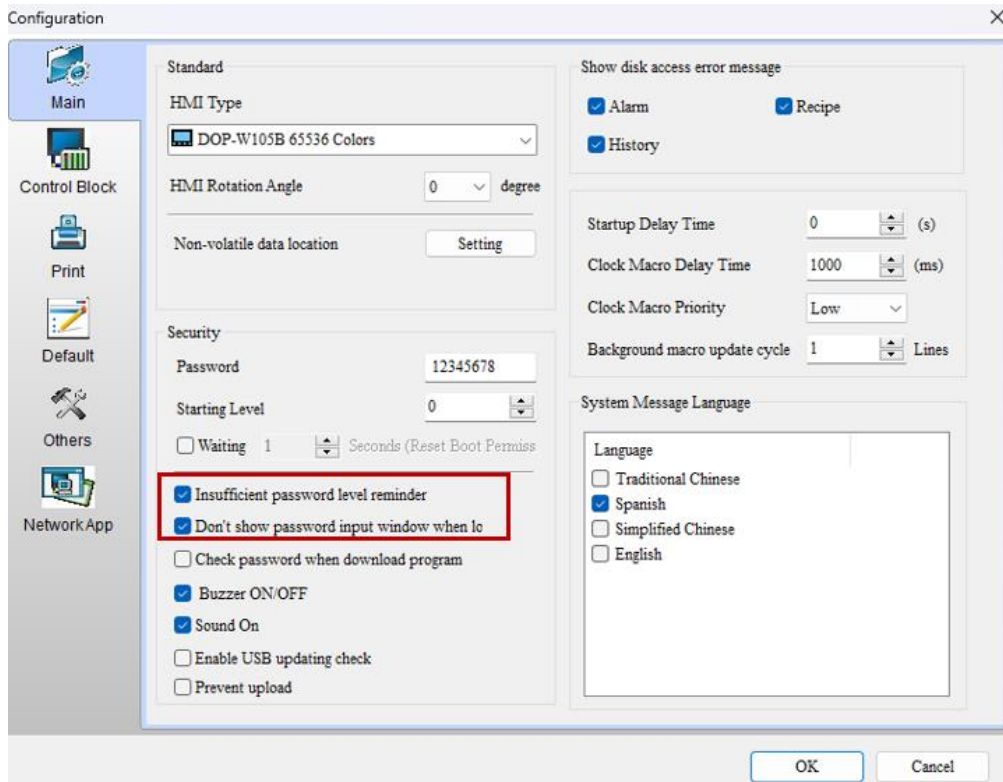 Configuration
Main
Control Block
Print
Default
Others
NetworkApp
Standard
HMI Type
DOP-W105B 65536 Colors
HMI Rotation Angle 0 degree
Non-volatile data location Setting
Security
Password 12345678
Starting Level 0
Waiting 1 Seconds (Reset Boot Permiss
Insufficient password level reminder
Don't show password input window when lo
Check password when download program
Buzzer ON/OFF
Sound On
Enable USB updating check
Prevent upload
Show disk access error message
Alarm Recipe
History
Startup Delay Time 0 (s)
Clock Macro Delay Time 1000 (ms)
Clock Macro Priority Low
Background macro update cycle 1 Lines
System Message Language
Language
Traditional Chinese
Spanish
Simplified Chinese
English
OK Cancel